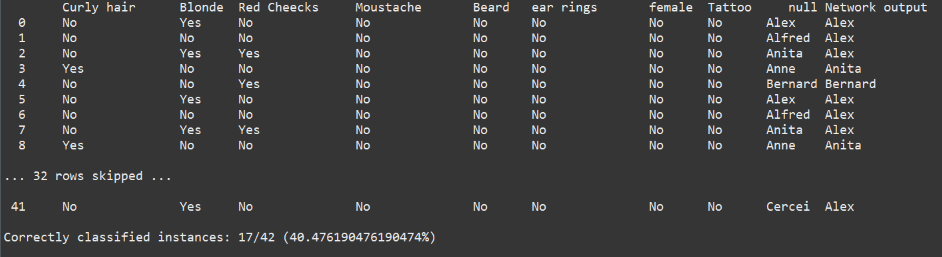 Curly hair Blonde Red Cheecks Moustache Beard ear rings female Tattoo null Network output
0 No Yes No No No No No No Alex Alex
1 No No No No No No No No Alfred Alex
2 No Yes Yes No No No No No Anita Alex
3 Yes No No No No No No No Anne Anita
4 No No Yes No No No No No Bernard Bernard
5 No Yes No No No No No No Alex Alex
6 No No No No No No No No Alfred Alex
7 No Yes Yes No No No No No Anita Alex
8 Yes No No No No No No No Anne Anita
... 32 rows skipped ...
41 No Yes No No No No No No Cercei Alex
Correctly classified instances: 17/42 (40.476190476190474%)